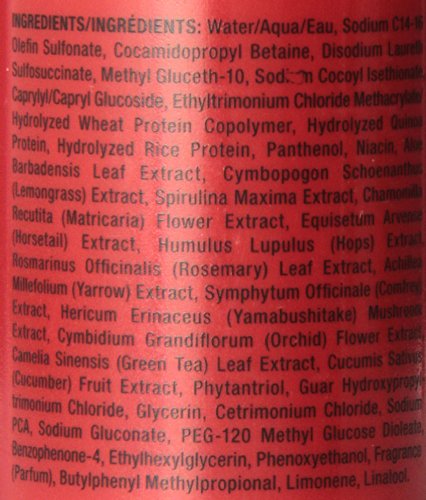 INGREDIENTS/INGRÉDIENTS: Water/Aqua/Eau, Sodium C14-16
Olefin Sulfonate, Cocamidopropyl Betaine, Disodium Laureth
Sulfosuccinate, Methyl Gluceth-10, Sodium Cocoyl Isethionate,
Caprylyl/Capryl Glucoside, Ethyltrimonium Chloride Methacrylate/
Hydrolyzed Wheat Protein Copolymer, Hydrolyzed Quinoa
Protein, Hydrolyzed Rice Protein, Panthenol, Niacin, Aloe
Barbadensis Leaf Extract, Cymbopogon Schoenanthus
(Lemongrass) Extract, Spirulina Maxima Extract, Chamomilla
Recutita (Matricaria) Flower Extract, Equisetum Arvense
(Horsetail) Extract, Humulus Lupulus (Hops) Extract,
Rosmarinus Officinalis (Rosemary) Leaf Extract, Achillea
Millefolium (Yarrow) Extract, Symphytum Officinale (Comfrey)
Extract, Hericum Erinaceus (Yamabushitake) Mushroom
Extract, Cymbidium Grandiflorum (Orchid) Flower Extract,
Camelia Sinensis (Green Tea) Leaf Extract, Cucumis Sativus
(Cucumber) Fruit Extract, Phytantriol, Guar Hydroxypropyl-
trimonium Chloride, Glycerin, Cetrimonium Chloride, Sodium
PCA, Sodium Gluconate, PEG-120 Methyl Glucose Dioleate,
Benzophenone-4, Ethylhexylglycerin, Phenoxyethanol, Fragrance
(Parfum), Butylphenyl Methylpropional, Limonene, Linalool.